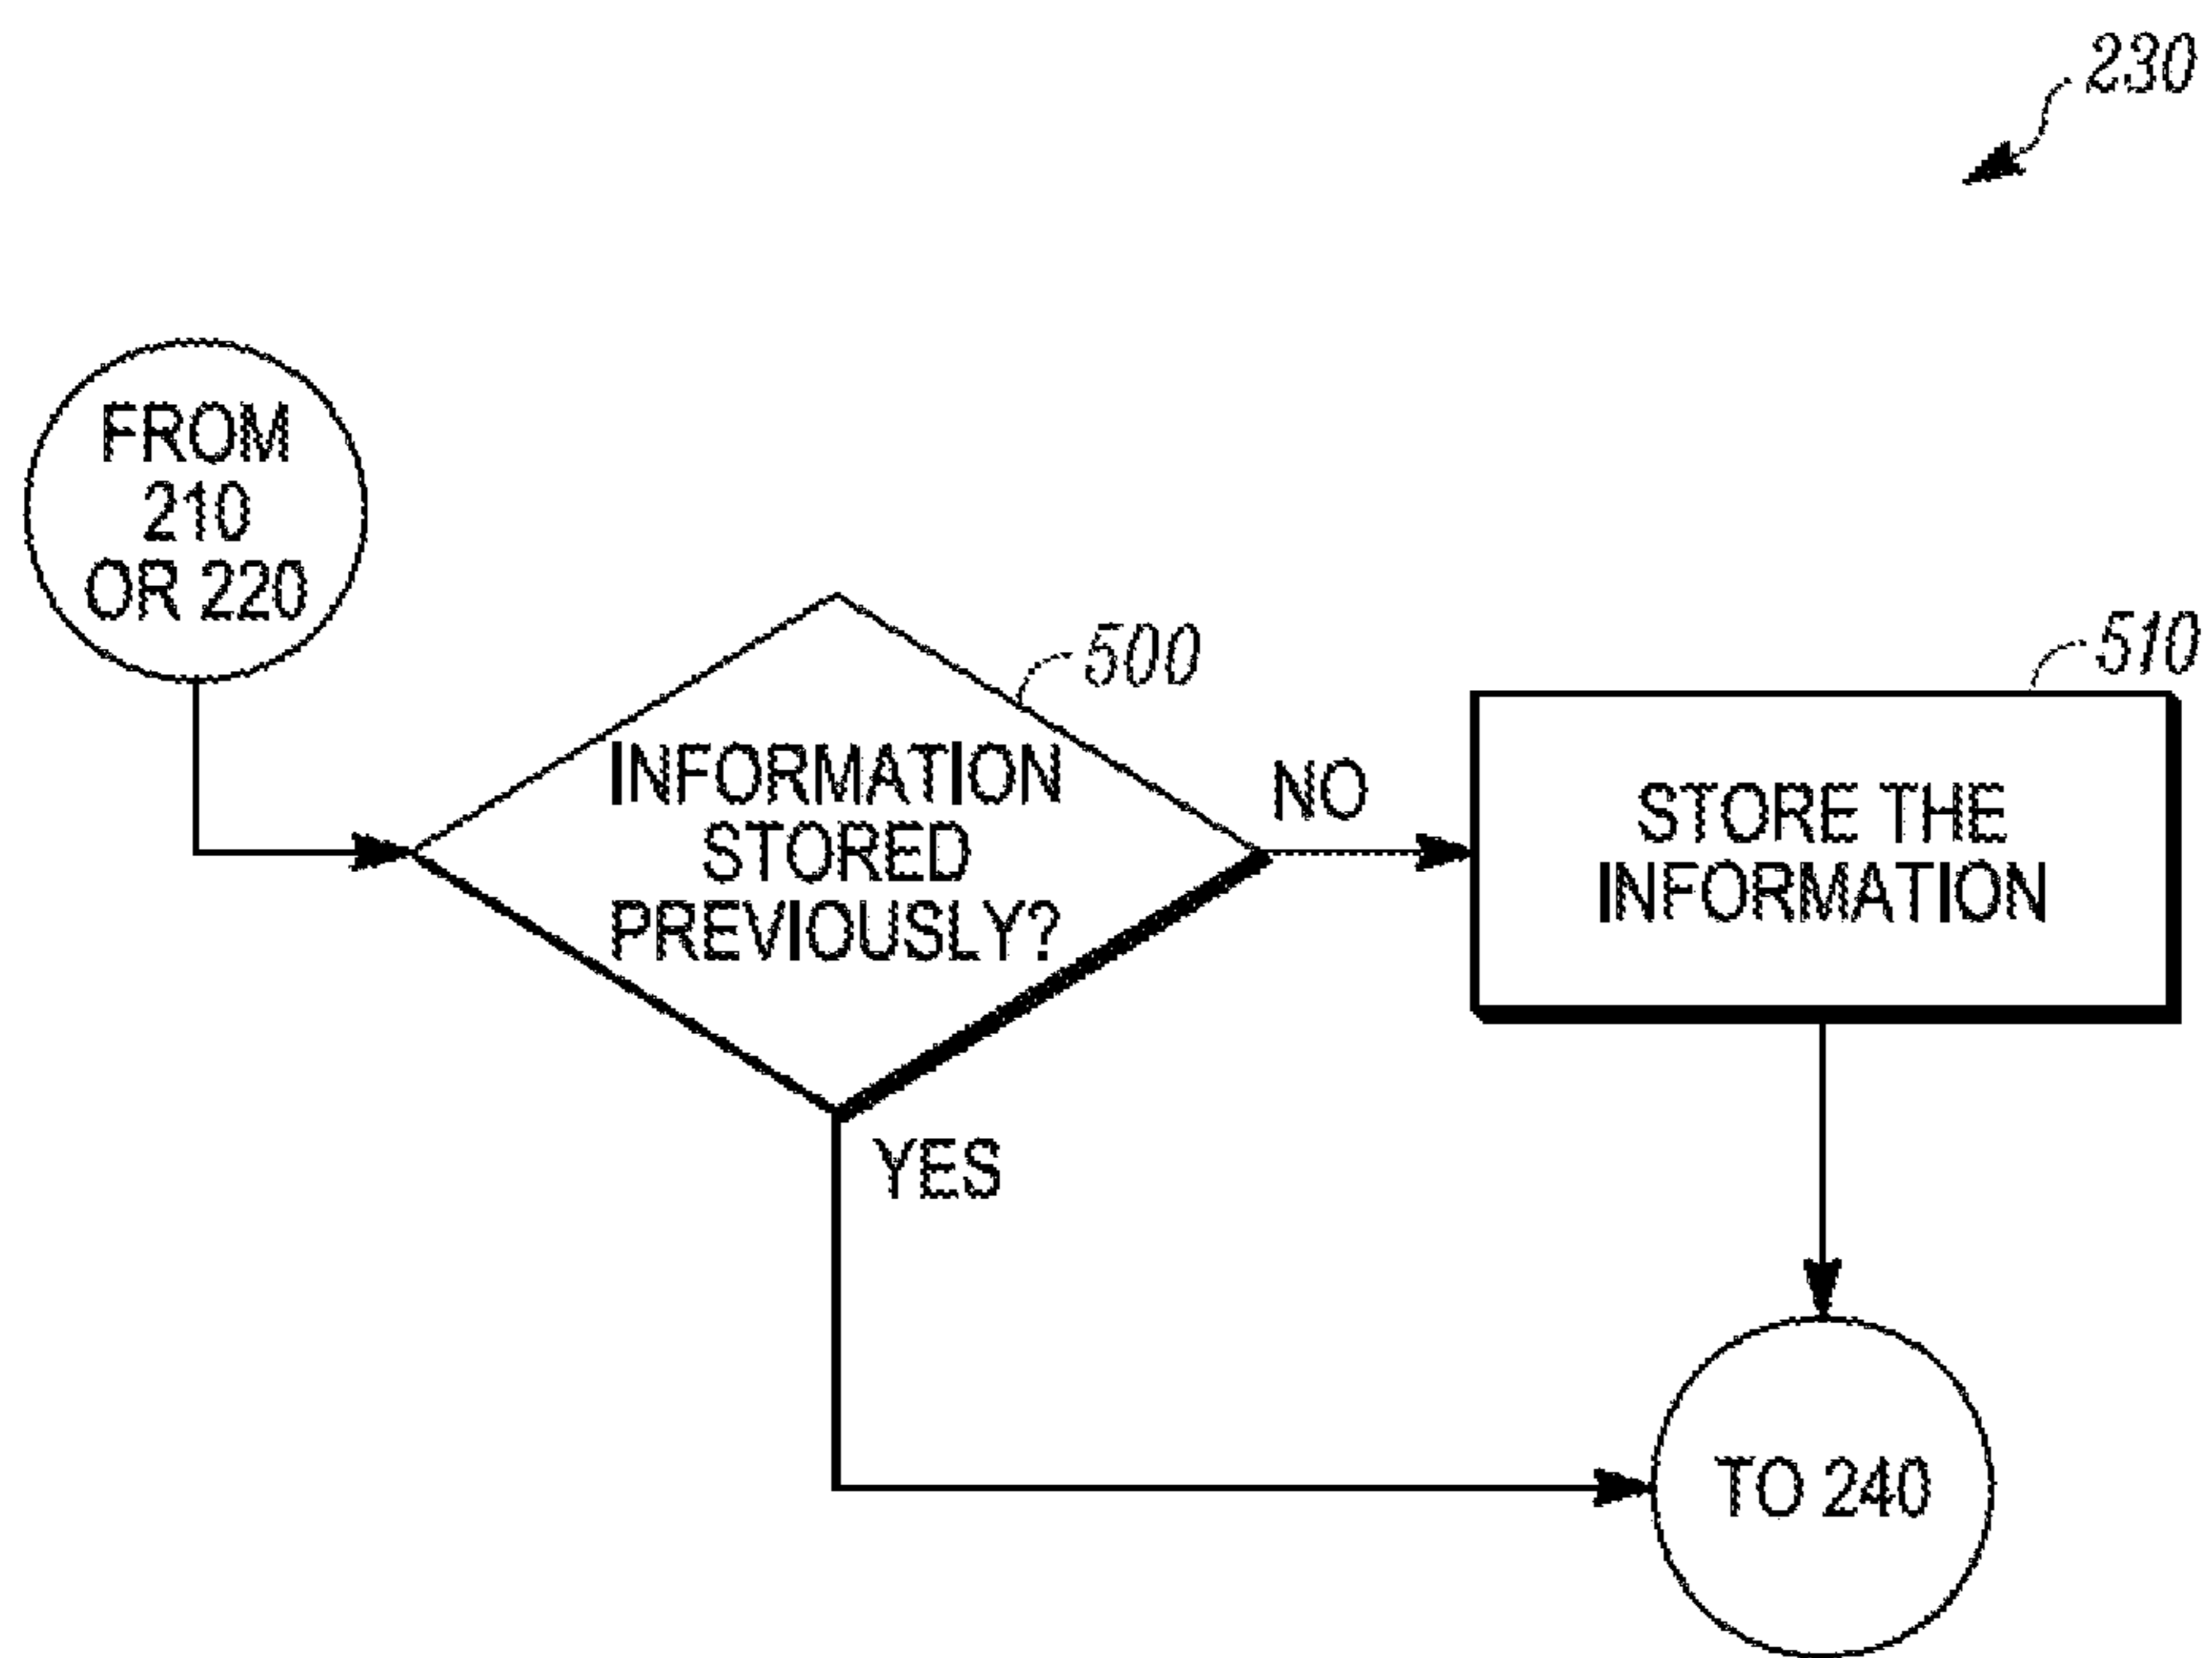 230
FROM
210
OR 220
500
INFORMATION
STORED
PREVIOUSLY?
NO
510
STORE THE
INFORMATION
YES
TO 240